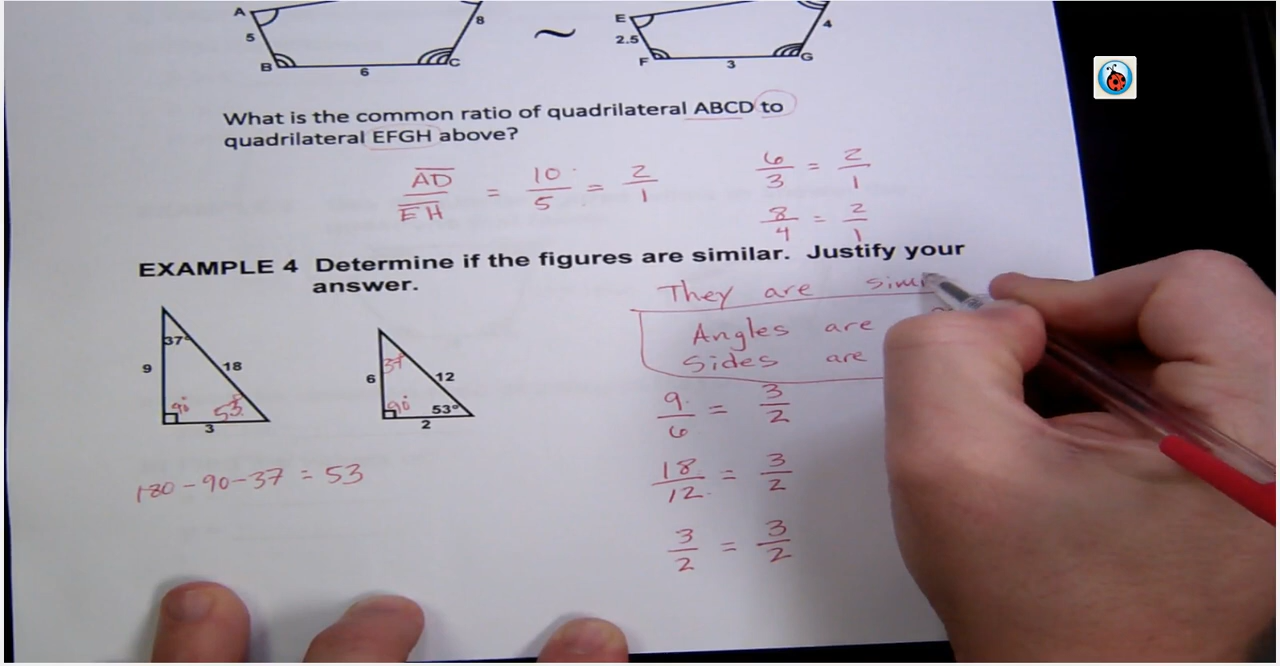 A 8 E 4
5 ~ 2.5
B 6 C F 3 G
What is the common ratio of quadrilateral ABCD to
quadrilateral EFGH above?
AD/EH = 10/5 = 2/1
6/3 = 2/1
8/4 = 2/1
EXAMPLE 4 Determine if the figures are similar. Justify your
answer.
They are simi
Angles are
Sides are
37°
9 18
90° 53°
3
37
6 12
90° 53°
2
180-90-37 = 53
9/6 = 3/2
18/12 = 3/2
3/2 = 3/2